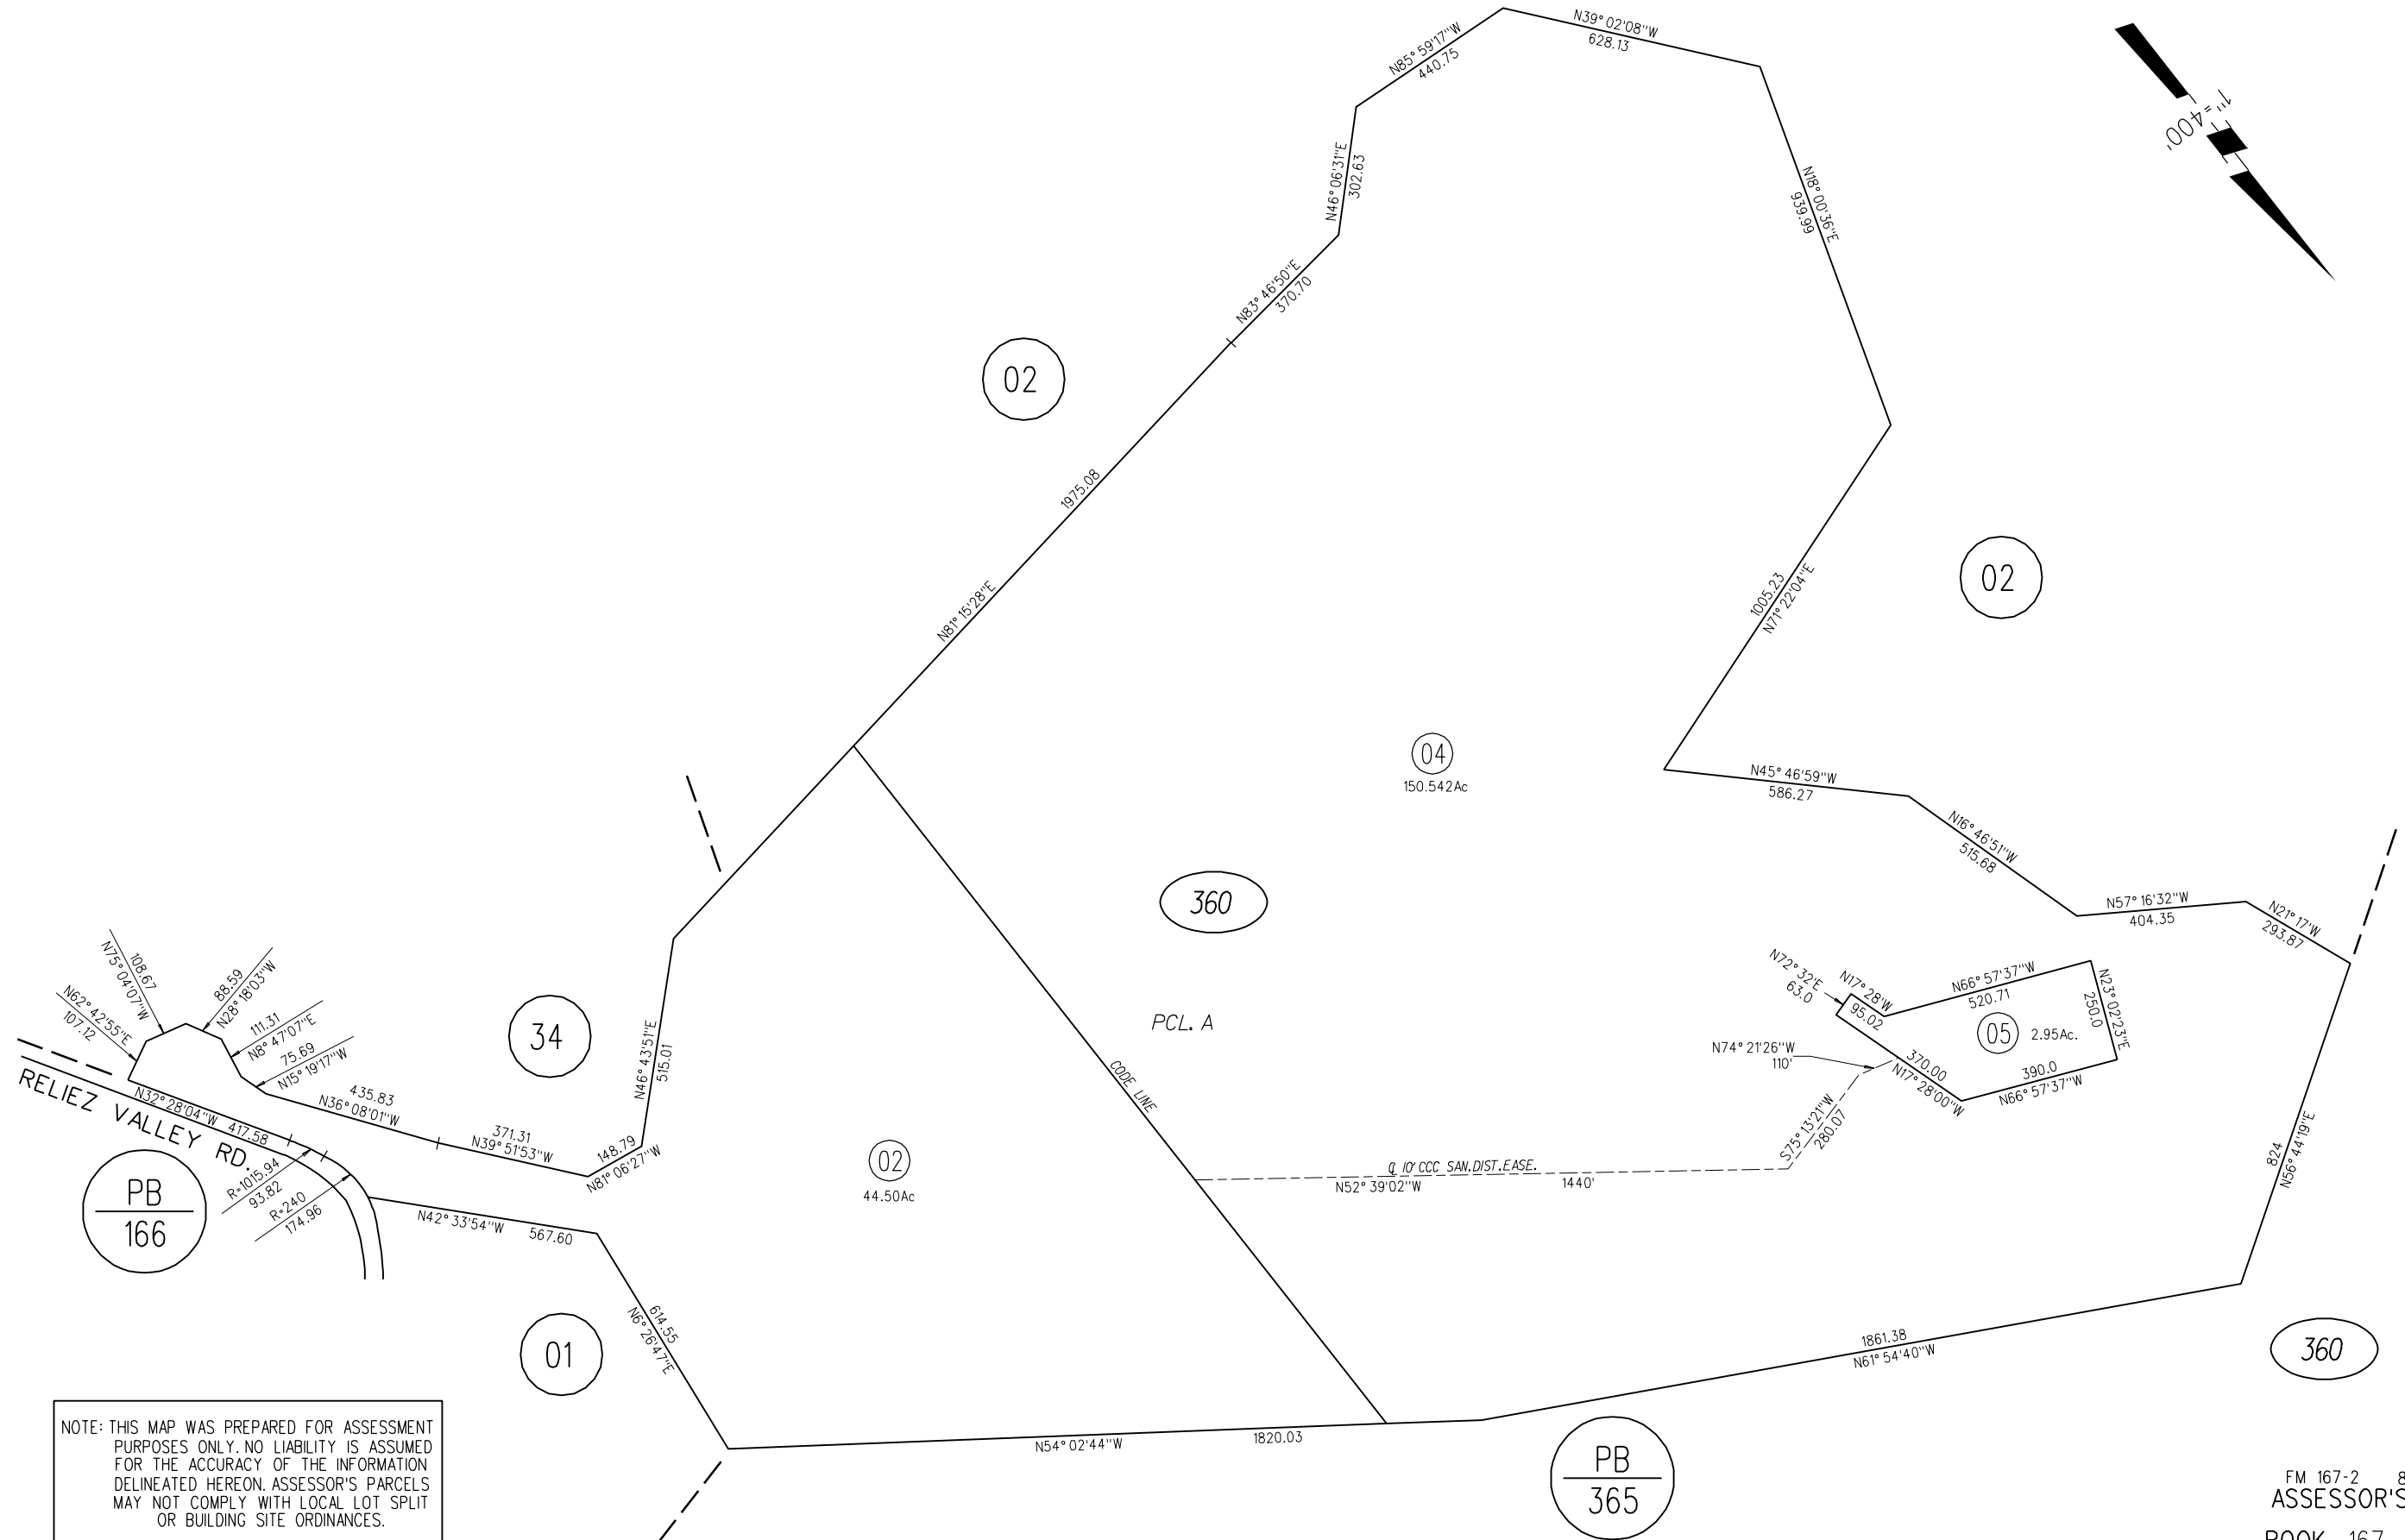 N39°02'08"W
628.13
N85°59'17"W
440.75
1"=400'
N46°06'31"E
302.63
N18°00'36"E
939.99
N83°46'50"E
370.70
02
1975.08
N81°15'28"E
02
1005.23
N71°22'04"E
04
150.542Ac
N45°46'59"W
586.27
N16°46'51"W
515.68
N57°16'32"W
404.35
N21°17'W
293.87
360
PCL. A
CODE LINE
N72°32'E
63.0
N17°28'W
95.02
N66°57'37"W
520.71
N23°02'23"E
250.0
05
2.95Ac.
370.00
N17°28'00"W
390.0
N66°57'37"W
N74°21'26"W
110'
S75°13'21"W
280.07
℄ 10' CCC SAN.DIST.EASE.
N52°39'02"W 1440'
824
N56°44'19"E
108.67
N75°04'07"W
88.59
N28°18'03"W
N62°42'55"E
107.12
111.31
N8°47'07"E
75.69
N15°19'17"W
34
435.83
N36°08'01"W
371.31
N39°51'53"W
148.79
N81°06'27"W
N46°43'51"E
515.01
N32°28'04"W 417.58
RELIEZ VALLEY RD.
R=1015.94
93.82
R=240
174.96
PB
166
02
44.50Ac
N42°33'54"W 567.60
614.55
N6°26'47"E
01
1861.38
N61°54'40"W
360
N54°02'44"W 1820.03
PB
365
NOTE: THIS MAP WAS PREPARED FOR ASSESSMENT
PURPOSES ONLY. NO LIABILITY IS ASSUMED
FOR THE ACCURACY OF THE INFORMATION
DELINEATED HEREON. ASSESSOR'S PARCELS
MAY NOT COMPLY WITH LOCAL LOT SPLIT
OR BUILDING SITE ORDINANCES.
FM 167-2 8
ASSESSOR'S
BOOK 167